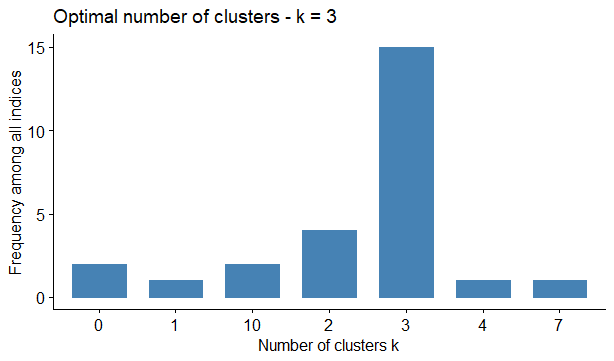 Optimal number of clusters - k = 3
Frequency among all indices
15
10
5
0
0 1 10 2 3 4 7
Number of clusters k